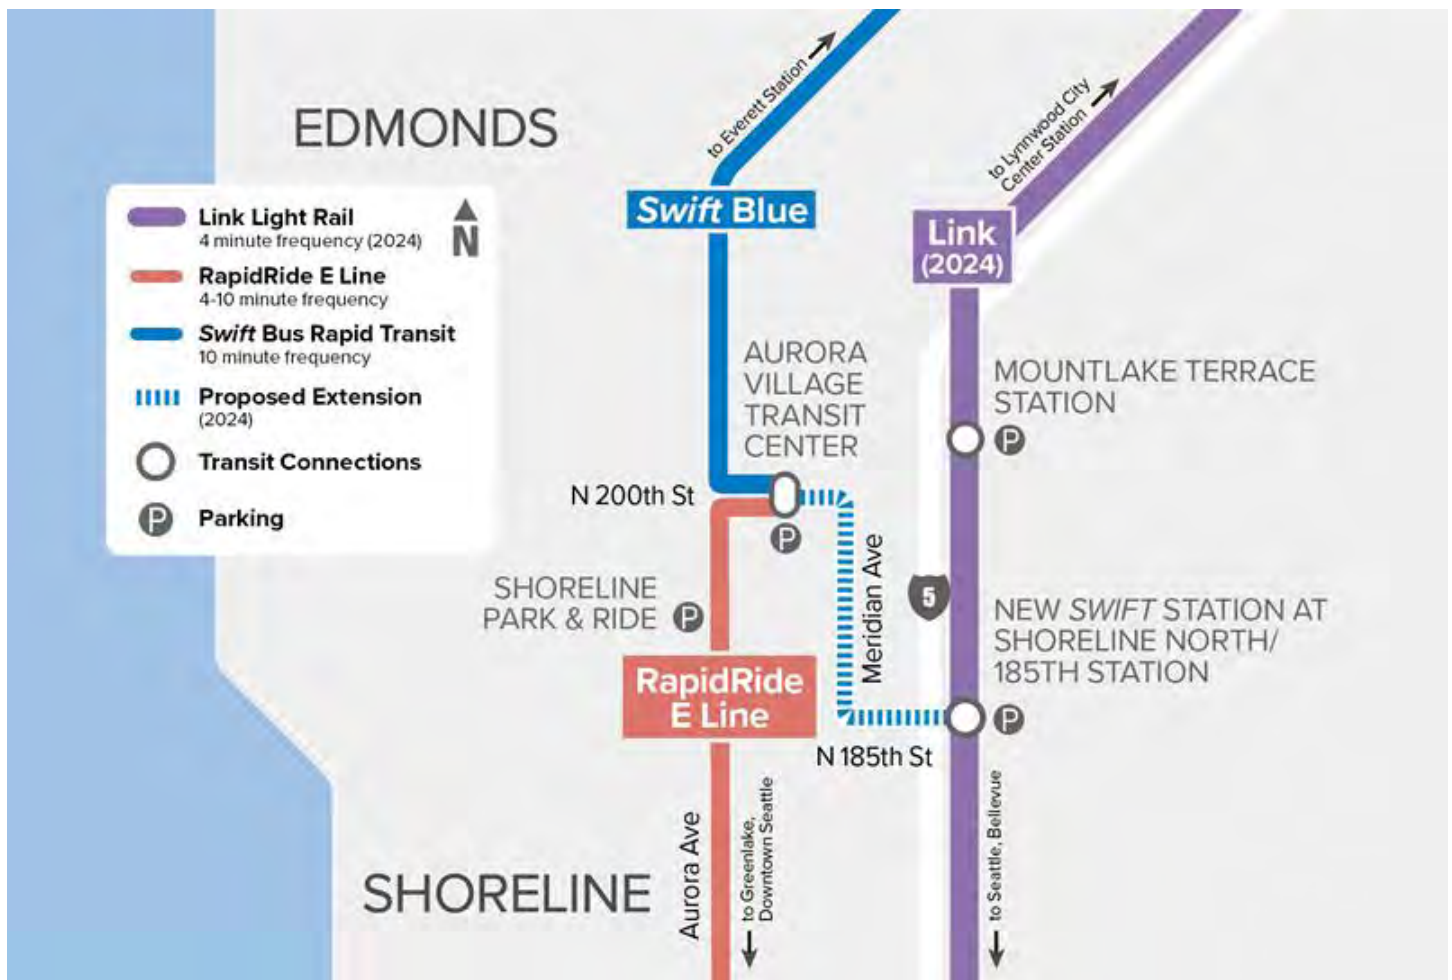 EDMONDS
to Everett Station
to Lynnwood City
Center Station
Link Light Rail
4 minute frequency (2024)
N
RapidRide E Line
4-10 minute frequency
Swift Bus Rapid Transit
10 minute frequency
Proposed Extension
(2024)
Transit Connections
P Parking
Swift Blue
Link
(2024)
AURORA
VILLAGE
TRANSIT
CENTER
MOUNTLAKE TERRACE
STATION
P
N 200th St
P
Meridian Ave
5
SHORELINE
PARK & RIDE P
NEW SWIFT STATION AT
SHORELINE NORTH/
185TH STATION
P
RapidRide
E Line
N 185th St
SHORELINE
Aurora Ave
to Greenlake,
Downtown Seattle
to Seattle, Bellevue